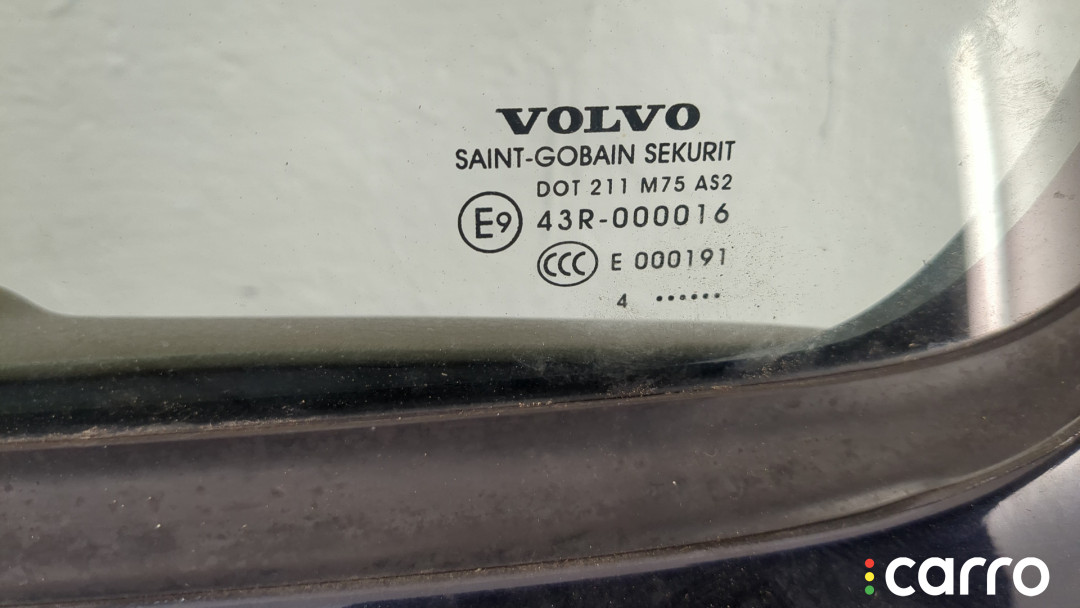 VOLVO
SAINT-GOBAIN SEKURIT
DOT 211 M75 AS2
E9 43R-000016
CCC E 000191
4 ••••••
carro